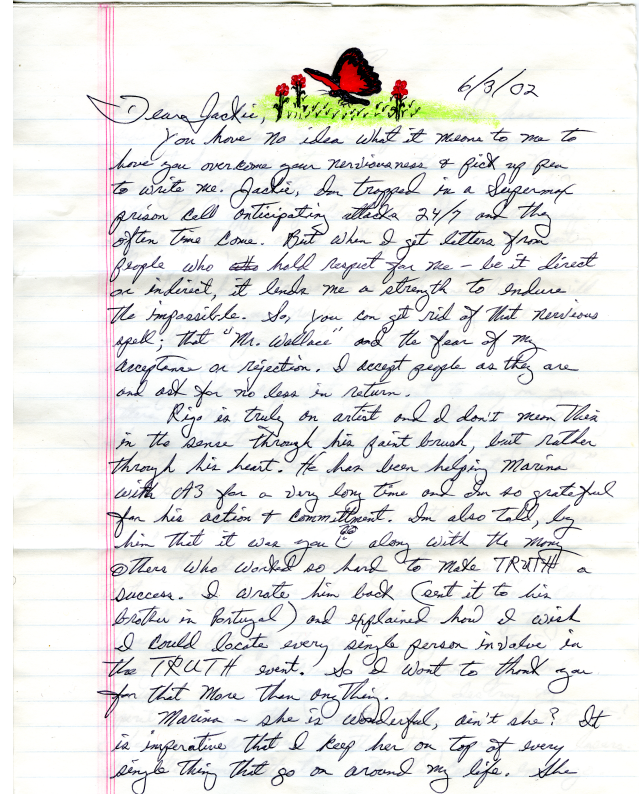 6/3/02
Dear Jackie,
You have no idea what it means to me to
have you overcome your nerviousness & pick up pen
to write me. Jackie, I'm trapped in a Supermax
prison cell anticipating attacks 24/7 and they
often time come. But when I get letters from
people who hold respect for me – be it direct
or indirect, it lends me a strength to endure
the impossible. So, you can get rid of that nervious
spell; that "Mr. Wallace" and the fear of my
acceptance or rejection. I accept people as they are
and ask for no less in return.
Rigo is truly an artist and I don't mean this
in the sense through his paint brush, but rather
through his heart. He has been helping Marina
with A3 for a very long time and I'm so grateful
for his action & committment. I'm also told, by
him that it was you along with the many
others who worked so hard to make TRUTH a
success. I wrote him back (sent it to his
brother in Portugal) and explained how I wish
I could locate every single person involve in
the TRUTH event. So I want to thank you
for that more than anything.
Marina – she is wonderful, ain't she? It
is imperative that I keep her on top of every
single thing that go on around my life. She